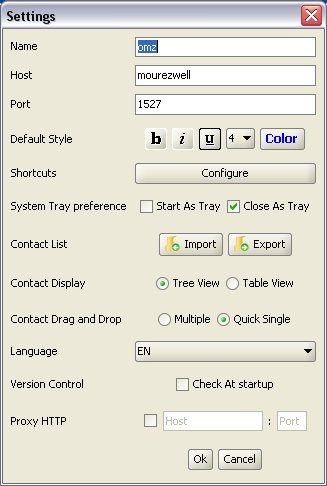 Settings
Name omz
Host mourezwell
Port 1527
Default Style b i u 4 Color
Shortcuts Configure
System Tray preference Start As Tray Close As Tray
Contact List Import Export
Contact Display Tree View Table View
Contact Drag and Drop Multiple Quick Single
Language EN
Version Control Check At startup
Proxy HTTP Host : Port
Ok Cancel